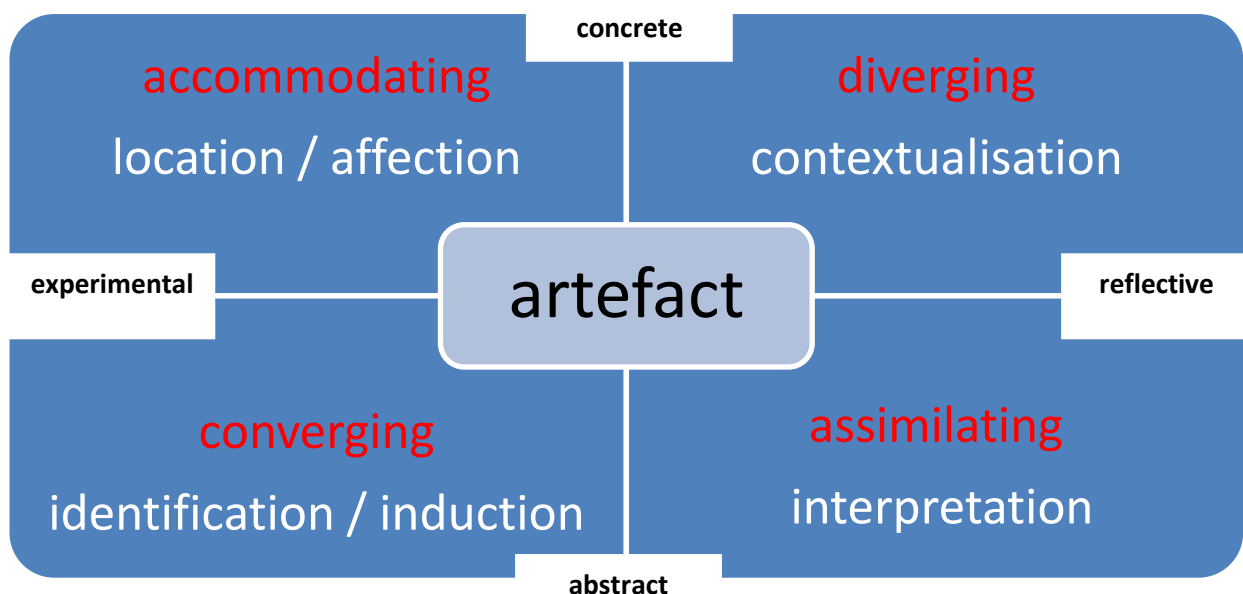 concrete
accommodating
location / affection
diverging
contextualisation
experimental
artefact
reflective
converging
identification / induction
assimilating
interpretation
abstract